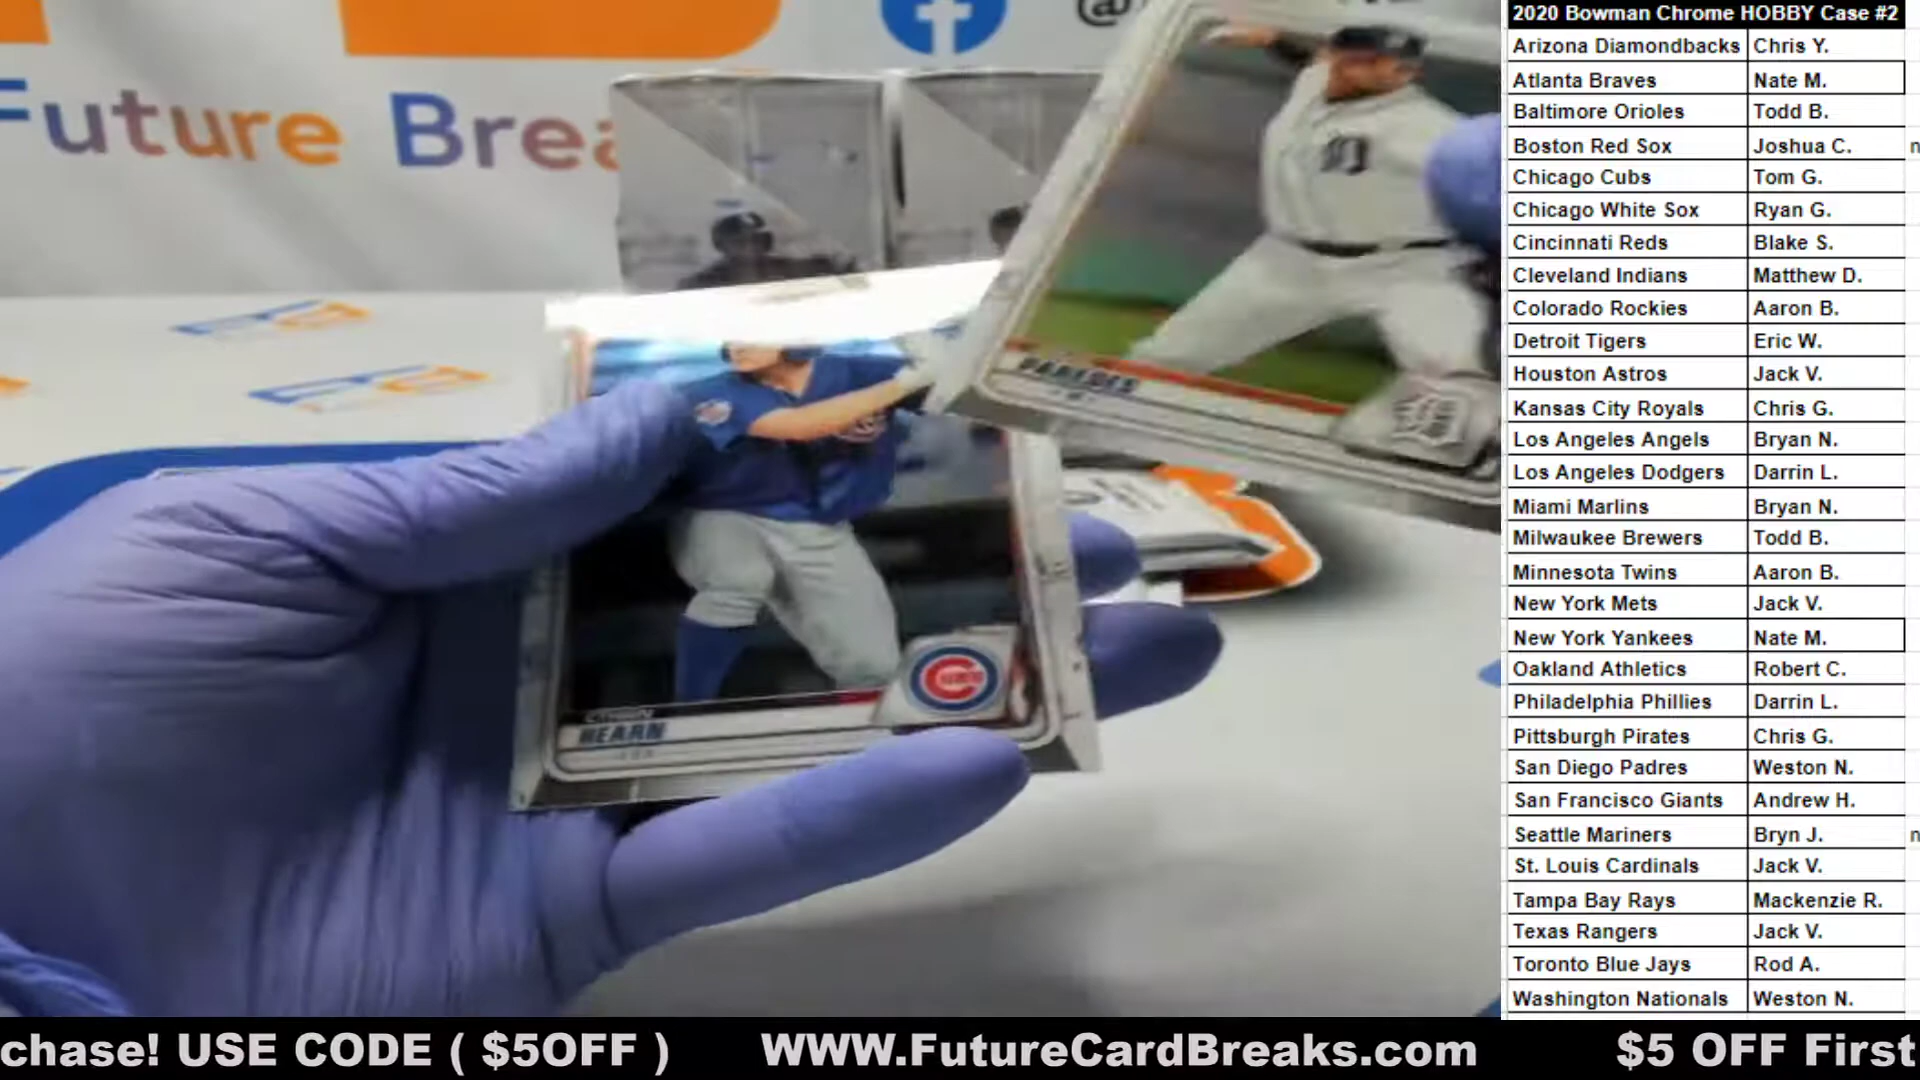 Future Brea
@
PAREDES
HEARN
CUBS
2020 Bowman Chrome HOBBY Case #2
Arizona Diamondbacks Chris Y.
Atlanta Braves Nate M.
Baltimore Orioles Todd B.
Boston Red Sox Joshua C. n
Chicago Cubs Tom G.
Chicago White Sox Ryan G.
Cincinnati Reds Blake S.
Cleveland Indians Matthew D.
Colorado Rockies Aaron B.
Detroit Tigers Eric W.
Houston Astros Jack V.
Kansas City Royals Chris G.
Los Angeles Angels Bryan N.
Los Angeles Dodgers Darrin L.
Miami Marlins Bryan N.
Milwaukee Brewers Todd B.
Minnesota Twins Aaron B.
New York Mets Jack V.
New York Yankees Nate M.
Oakland Athletics Robert C.
Philadelphia Phillies Darrin L.
Pittsburgh Pirates Chris G.
San Diego Padres Weston N.
San Francisco Giants Andrew H.
Seattle Mariners Bryn J. n
St. Louis Cardinals Jack V.
Tampa Bay Rays Mackenzie R.
Texas Rangers Jack V.
Toronto Blue Jays Rod A.
Washington Nationals Weston N.
chase! USE CODE ( $5OFF ) WWW.FutureCardBreaks.com $5 OFF First